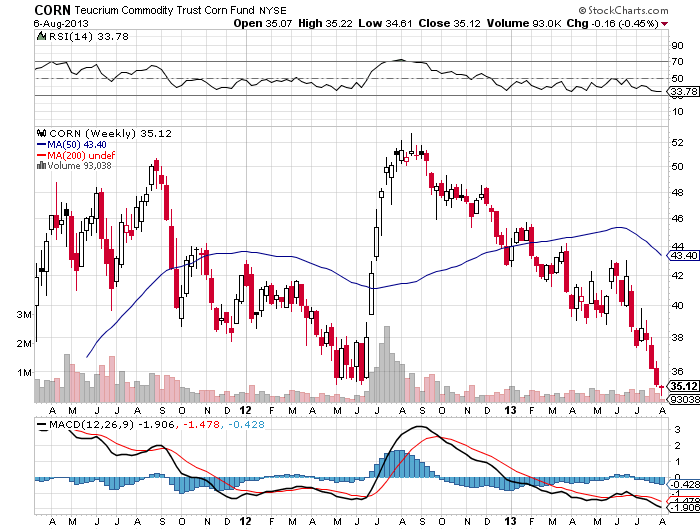 CORN Teucrium Commodity Trust Corn Fund NYSE © StockCharts.com
6-Aug-2013 Open 35.07 High 35.22 Low 34.61 Close 35.12 Volume 93.0K Chg -0.16 (-0.45%)
RSI(14) 33.78
90
70
50
33.78
30
10
CORN (Weekly) 35.12
MA(50) 43.40
MA(200) undef
Volume 93,038
52
50
48
46
44
43.40
42
40
38
36
35.12
93038
3M
2M
1M
A M J J A S O N D 12 F M A M J J A S O N D 13 F M A M J J A
MACD(12,26,9) -1.906, -1.478, -0.428
3
2
1
0
-0.428
-1
-1.478
-1.906
A M J J A S O N D 12 F M A M J J A S O N D 13 F M A M J J A